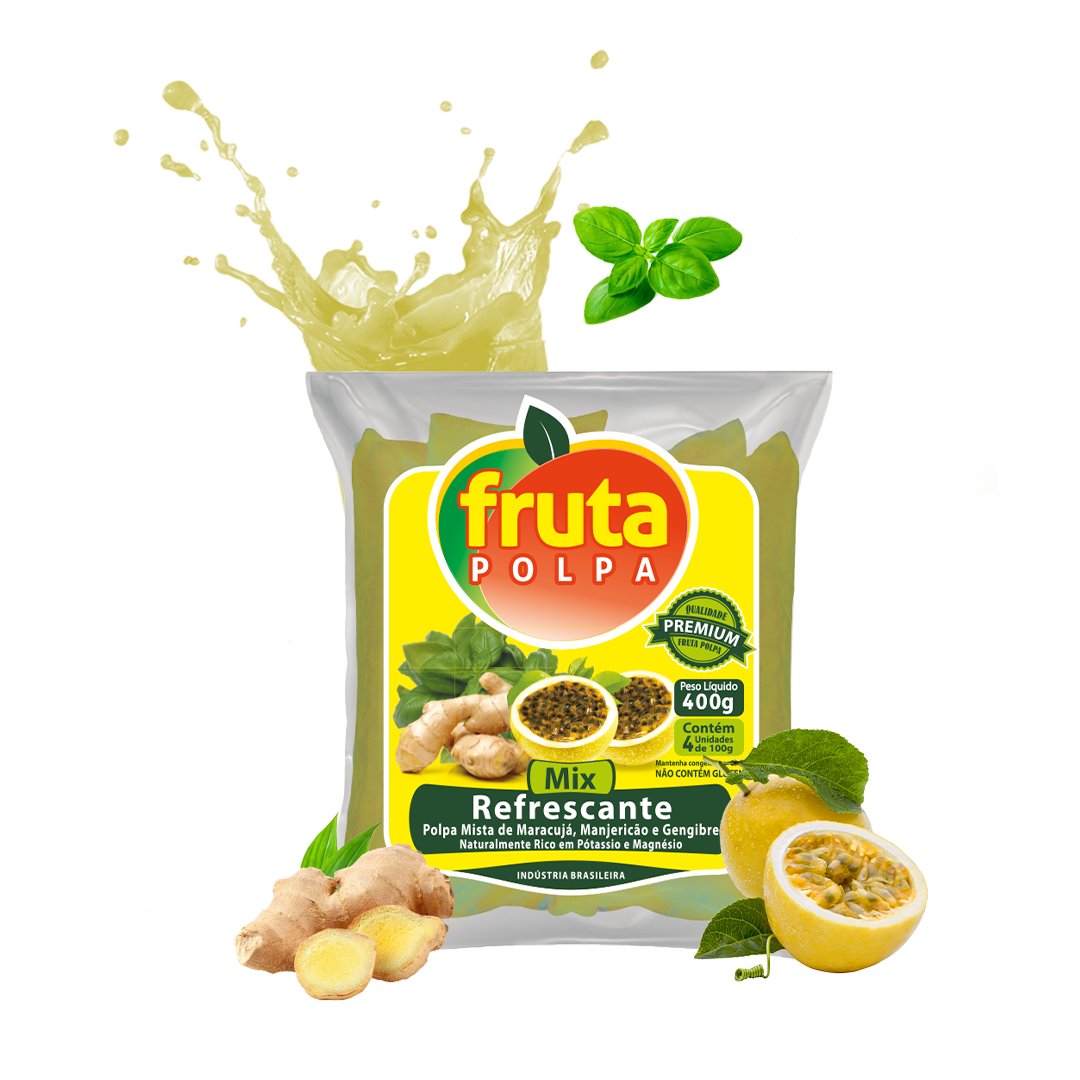 fruta
POLPA
QUALIDADE
PREMIUM
FRUTA POLPA
Peso Líquido
400g
Contém
4 Unidades
de 100g
Mantenha
NÃO CONTÉM
Mix
Refrescante
Polpa Mista de Maracujá, Manjericão e Gengibre
Naturalmente Rico em Pótassio e Magnésio
INDÚSTRIA BRASILEIRA